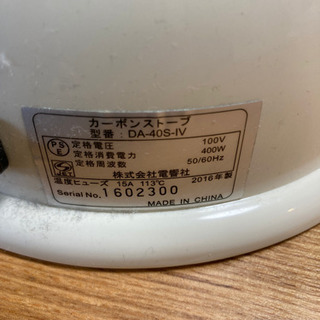 カーボンストーブ
型番: DA-40S-IV
PS
E
定格電圧 100V
定格消費電力 400W
定格周波数 50/60Hz
株式会社電響社
温度ヒューズ 15A 113℃ 2016年製
Serial No. 1602300
MADE IN CHINA